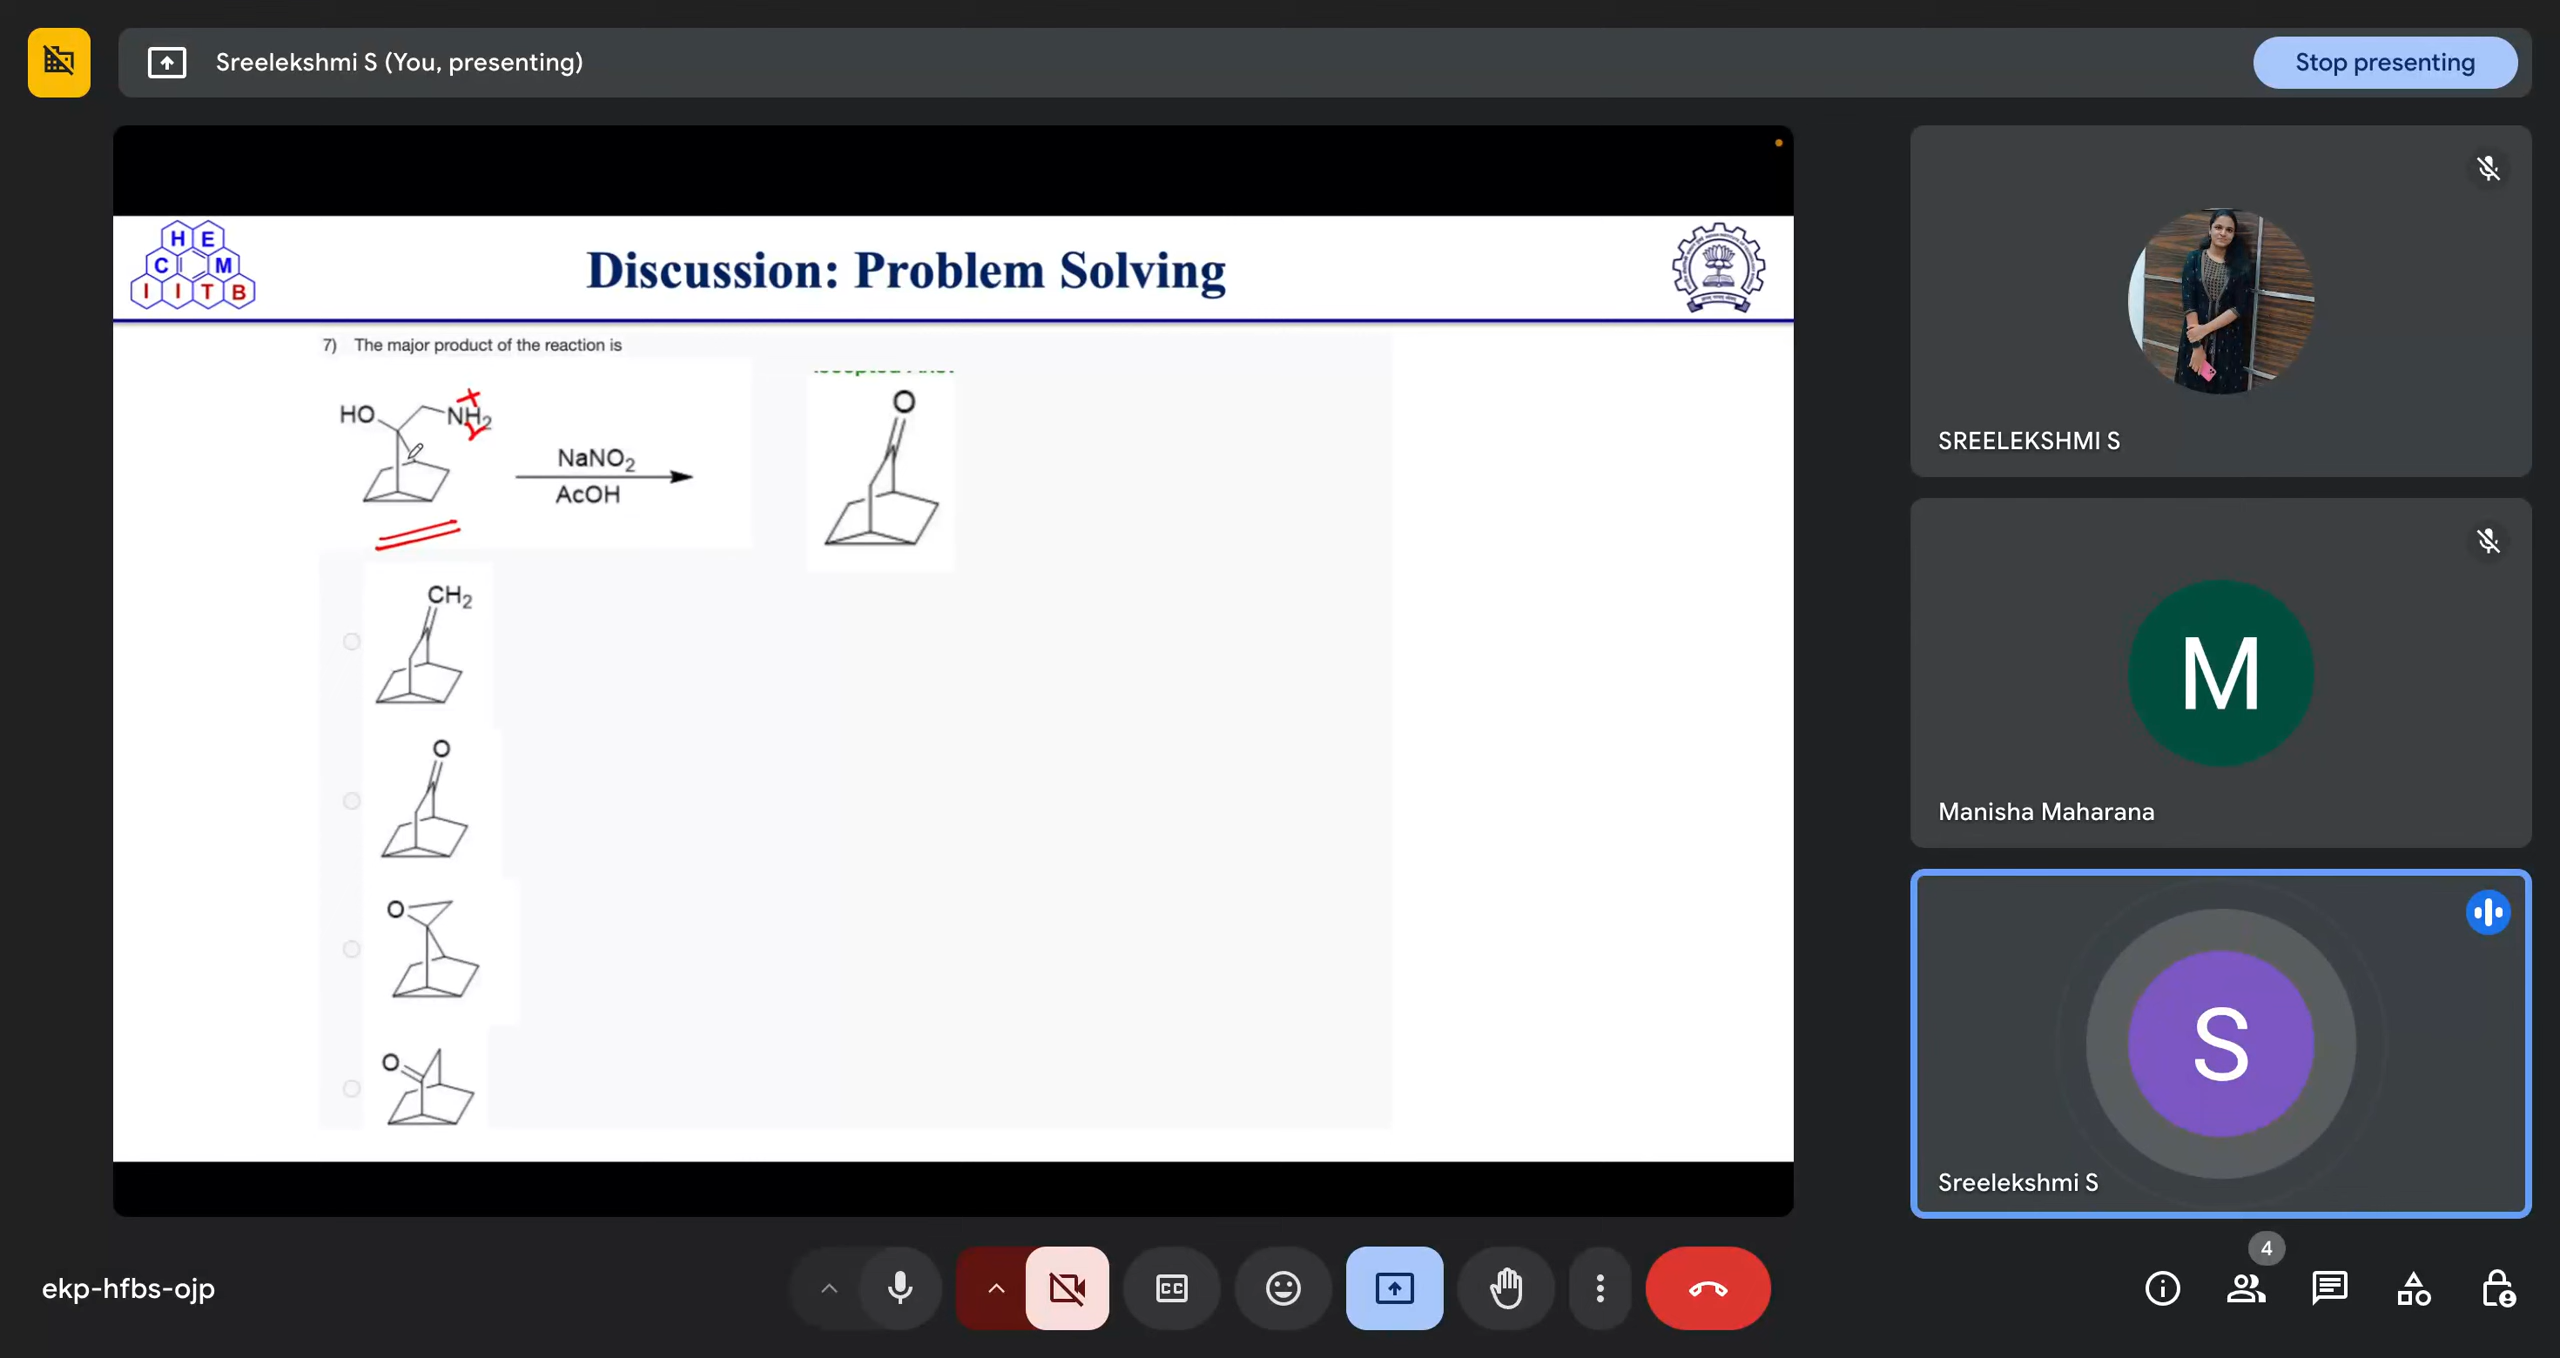 Sreelekshmi S (You, presenting)
Stop presenting
H E
C M
I I T B
Discussion: Problem Solving
7) The major product of the reaction is
HO
NH2
NaNO2
AcOH
O
CH2
O
O
O
SREELEKSHMI S
M
Manisha Maharana
S
Sreelekshmi S
ekp-hfbs-ojp
CC
4